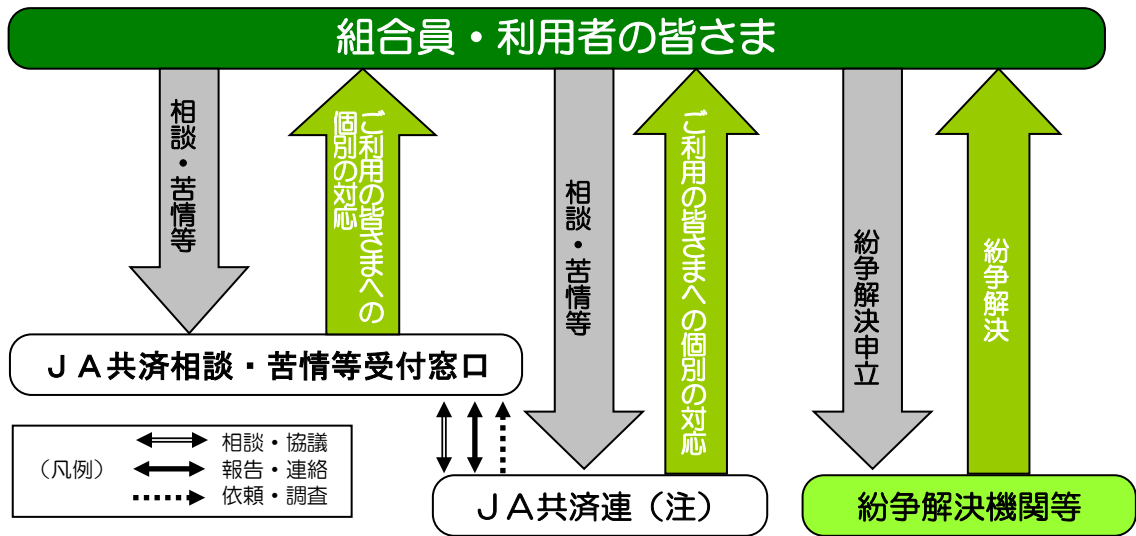 組合員・利用者の皆さま
相談・苦情等
ご利用の皆さまへの
個別の対応
相談・苦情等
ご利用の皆さまへの個別の対応
紛争解決申立
紛争解決
ＪＡ共済相談・苦情等受付窓口
（凡例）
相談・協議
報告・連絡
依頼・調査
ＪＡ共済連（注）
紛争解決機関等